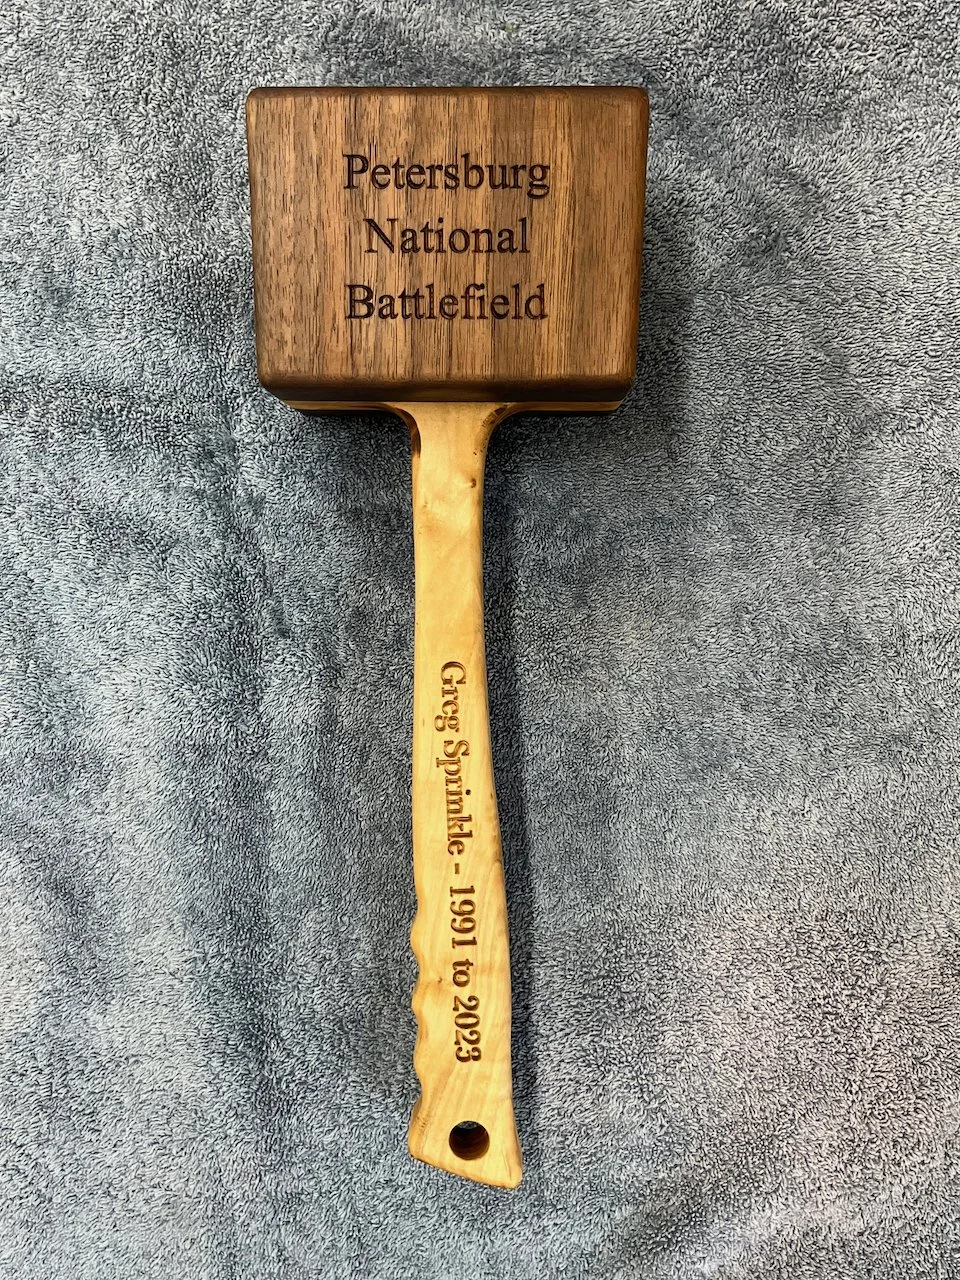 Petersburg
National
Battlefield
Greg Sprinkle - 1991 to 2023